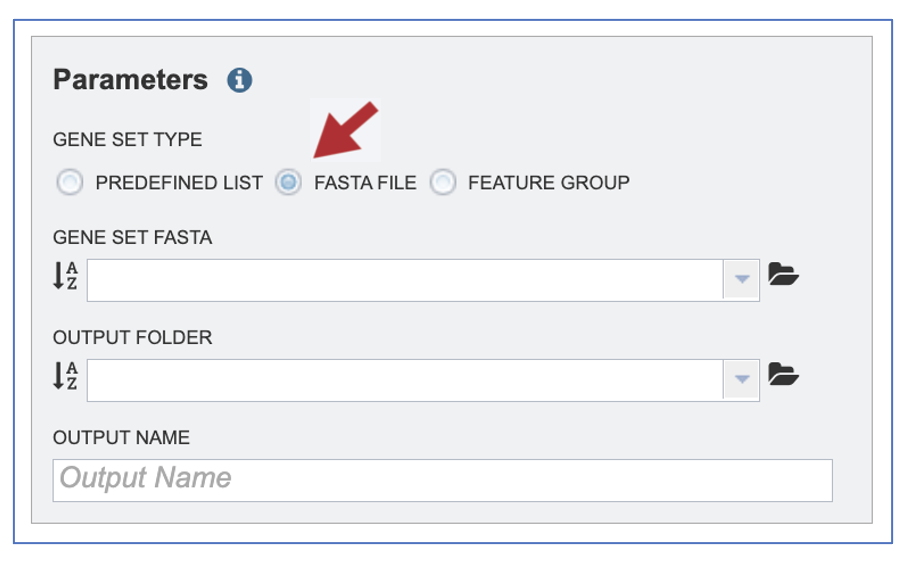 Parameters
GENE SET TYPE
PREDEFINED LIST FASTA FILE FEATURE GROUP
GENE SET FASTA
OUTPUT FOLDER
OUTPUT NAME
Output Name